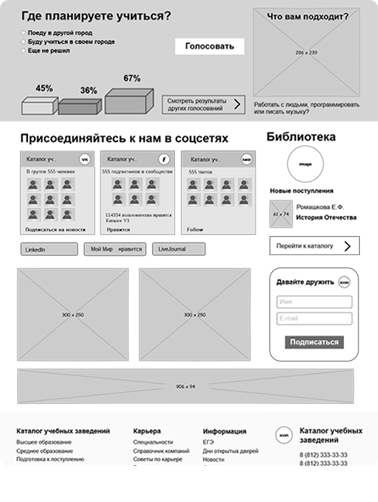 Где планируете учиться?
Поеду в другой город
Буду учиться в своем городе
Еще не решил
Голосовать
45%
36%
67%
Смотреть результаты
других голосований
Что вам подходит?
286 x 239
Работать с людьми, программировать
или писать музыку?
Присоединяйтесь к нам в соцсетях
Каталог уч..
В группе 555 человек
Подписаться на новости
Каталог уч..
f
555 подписчиков в сообществе
114534 пользователям нравится
Каталог УЗ
Нравится
Каталог уч..
555 твитов
Follow
LinkedIn
Мой Мир нравится
LiveJournal
Библиотека
image
Новые поступления
61 x 74
Ромашкова Е.Ф.
История Отечества
Перейти к каталогу
300 x 250
300 x 250
Давайте дружить
icon
Имя
E-mail
Подписаться
906 x 94
Каталог учебных заведений
Высшее образование
Среднее образование
Подготовка к поступлению
Карьера
Специальности
Справочник компаний
Советы по карьере
Информация
ЕГЭ
Дни открытых дверей
Новости
icon
Каталог учебных
заведений
8 (812) 333-33-33
8 (812) 333-33-33